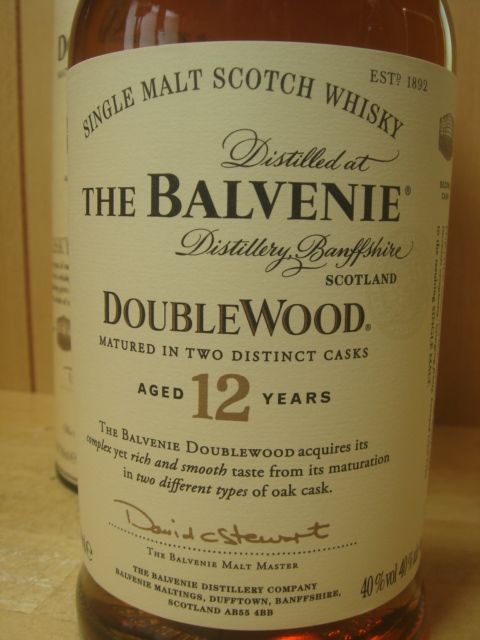 ESTD 1892
SINGLE MALT SCOTCH WHISKY
Distilled at
THE BALVENIE®
Distillery, Banffshire
SCOTLAND
DOUBLEWOOD®
MATURED IN TWO DISTINCT CASKS
AGED 12 YEARS
THE BALVENIE DOUBLEWOOD acquires its
complex yet rich and smooth taste from its maturation
in two different types of oak cask.
David C Stewart
THE BALVENIE MALT MASTER
THE BALVENIE DISTILLERY COMPANY
BALVENIE MALTINGS, DUFFTOWN, BANFFSHIRE,
SCOTLAND AB55 4BB
40% vol 40%